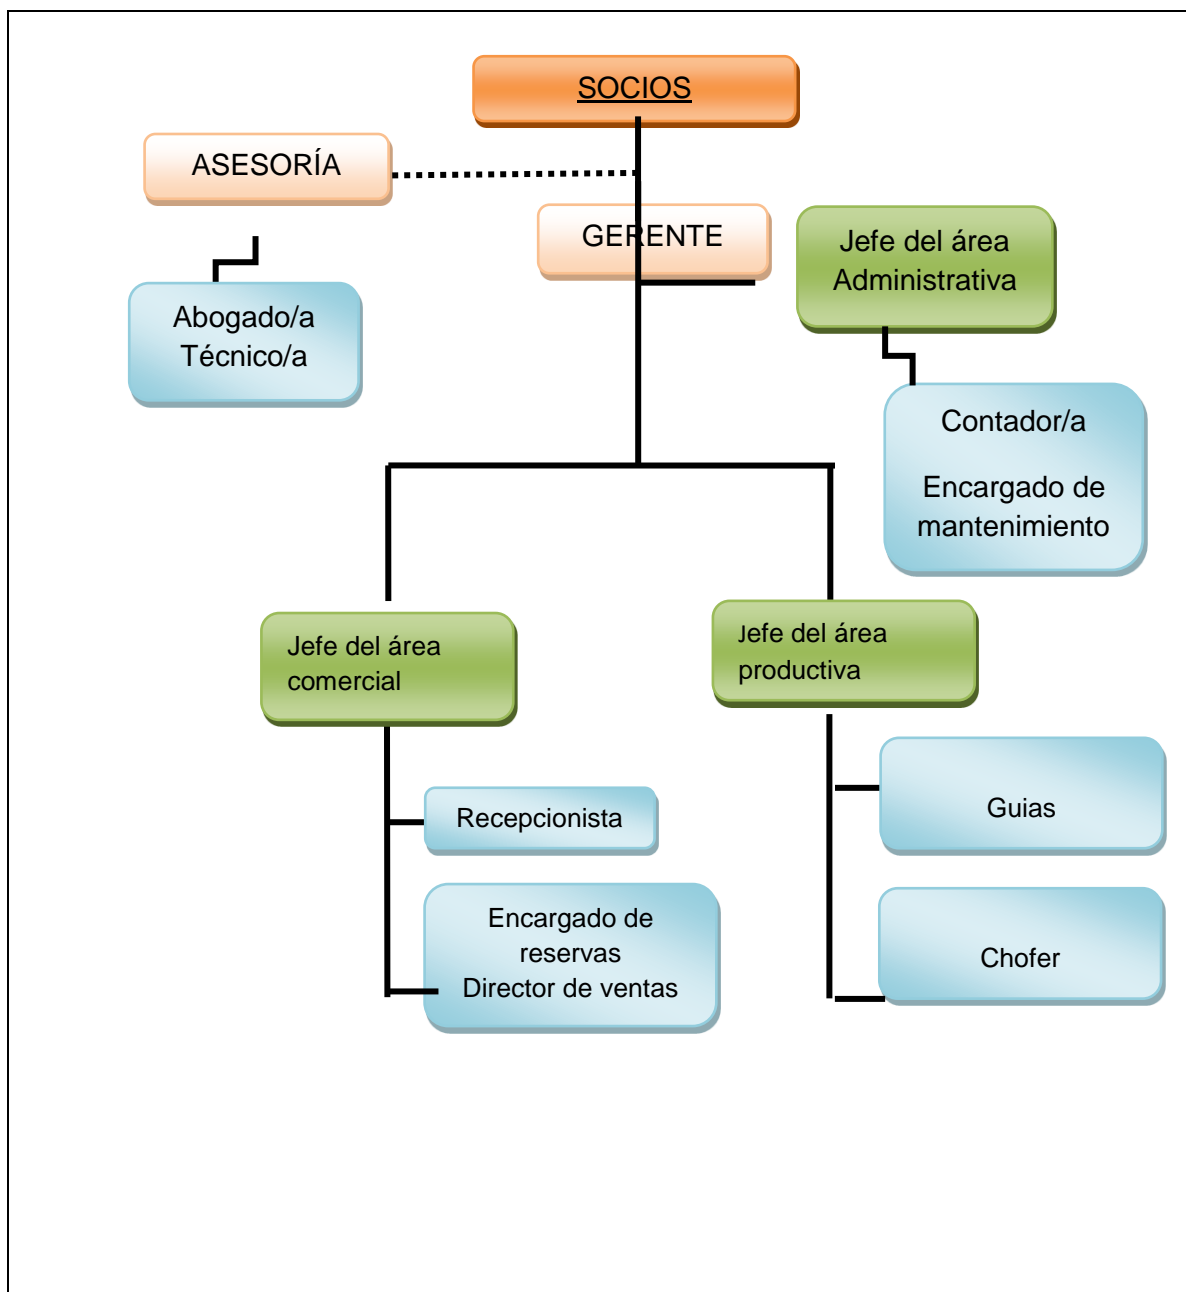 SOCIOS
ASESORÍA
GERENTE
Jefe del área
Administrativa
Abogado/a
Técnico/a
Contador/a
Encargado de
mantenimiento
Jefe del área
comercial
Jefe del área
productiva
Recepcionista
Guias
Encargado de
reservas
Director de ventas
Chofer